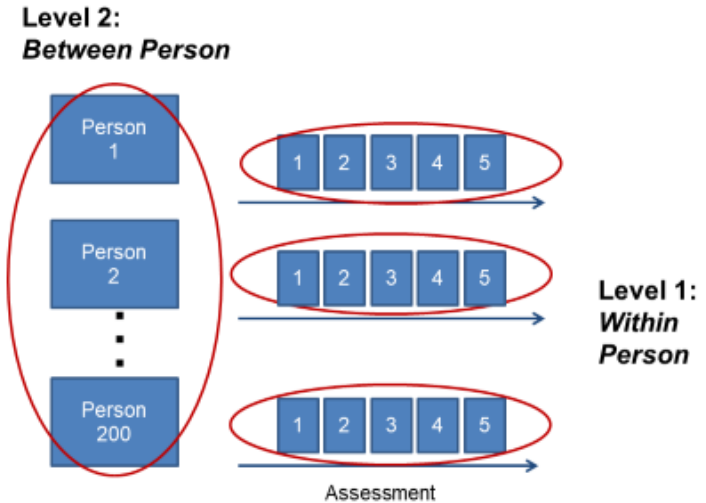 Level 2:
Between Person
Person
1
1 2 3 4 5
Person
2
1 2 3 4 5
Level 1:
Within
Person
Person
200
1 2 3 4 5
Assessment